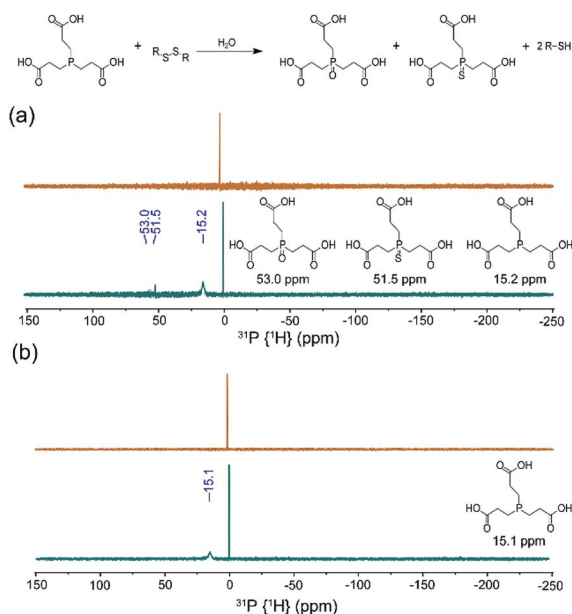 OH
O
HO
P
OH
O
O
+
R
S
S
R
H₂O
OH
O
HO
P
O
OH
O
O
+
OH
O
HO
P
S
OH
O
O
+ 2 R-SH
(a)
53.0
51.5
15.2
OH
O
HO
P
O
OH
O
O
53.0 ppm
OH
O
HO
P
S
OH
O
O
51.5 ppm
OH
O
HO
P
OH
O
O
15.2 ppm
150 100 50 0 -50 -100 -150 -200 -250
³¹P {¹H} (ppm)
(b)
15.1
OH
O
HO
P
OH
O
O
15.1 ppm
150 100 50 0 -50 -100 -150 -200 -250
³¹P {¹H} (ppm)